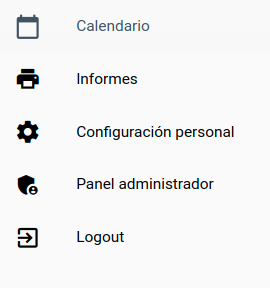 Calendario
Informes
Configuración personal
Panel administrador
Logout